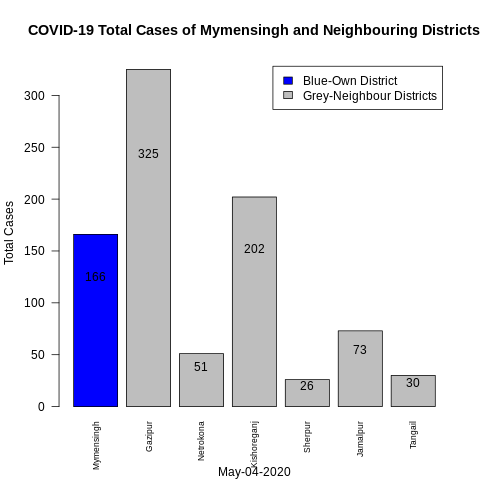 COVID-19 Total Cases of Mymensingh and Neighbouring Districts
Blue-Own District
Grey-Neighbour Districts
Total Cases
300
250
200
150
100
50
0
166
325
51
202
26
73
30
Mymensingh
Gazipur
Netrokona
Kishoreganj
Sherpur
Jamalpur
Tangail
May-04-2020